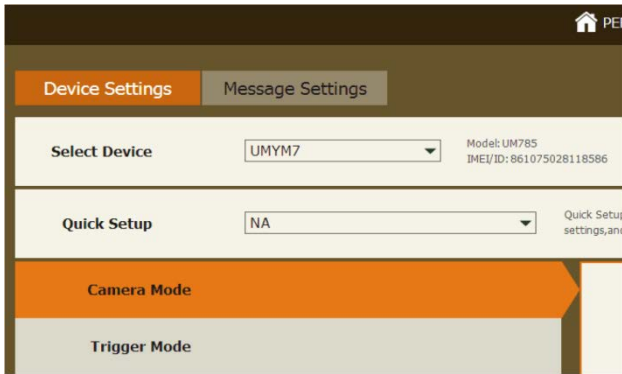 Device Settings
Message Settings
Select Device
UMYM7
Model: UM785
IMEI/ID: 861075028118586
Quick Setup
NA
Quick Setup
settings,and
Camera Mode
Trigger Mode